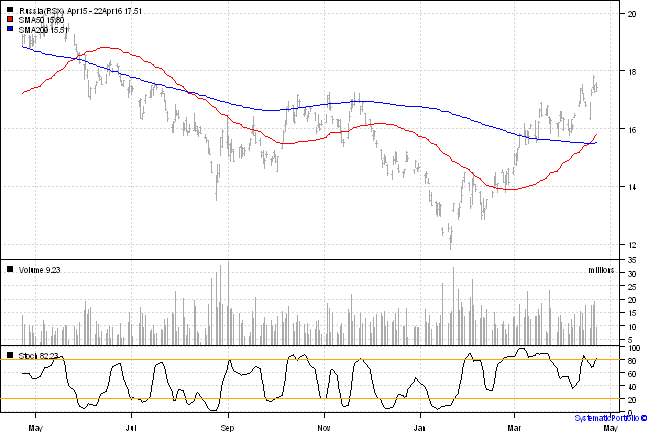 Russia(RSX) Apr15 - 22Apr16 17.51
SMA50 15.80
SMA200 15.51
20
18
16
14
12
Volume 9.23
millions
35
30
25
20
15
10
5
Stoch 82.23
100
80
60
40
20
0
May Jul Sep Nov Jan Mar May
SystematicPortfolio ©